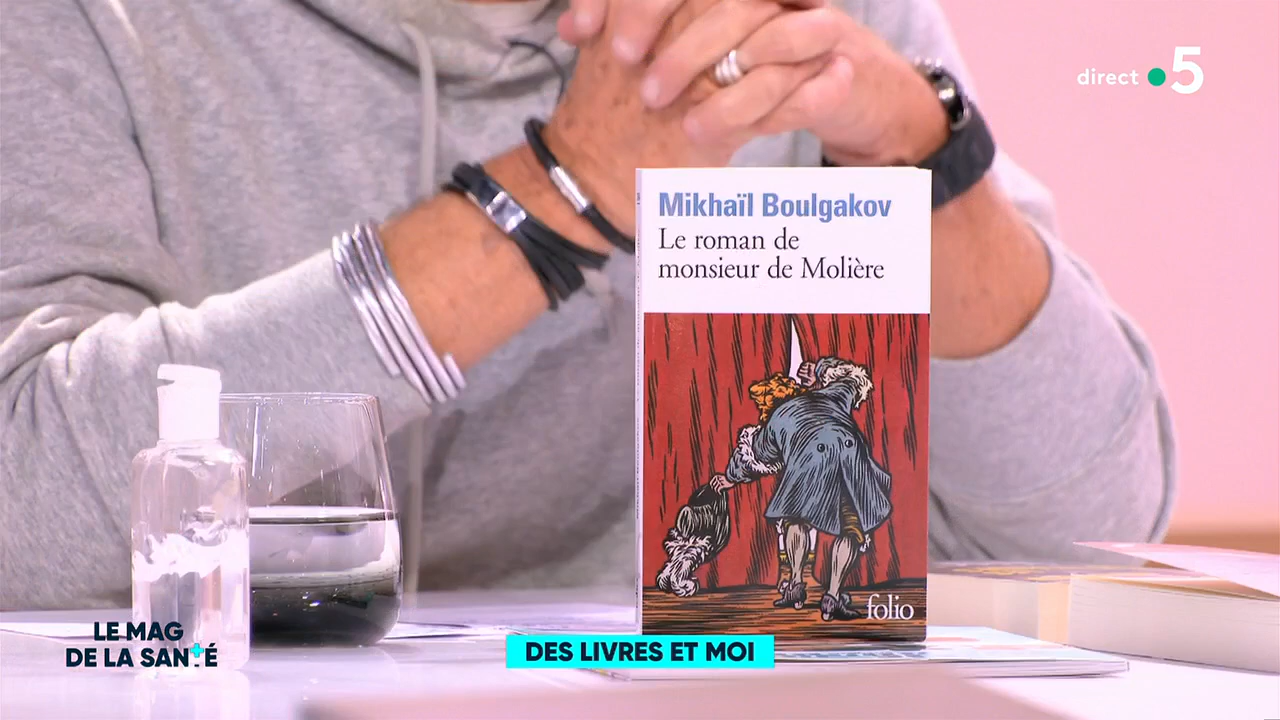 direct 5
Mikhaïl Boulgakov
Le roman de
monsieur de Molière
folio
LE MAG
DE LA SANTÉ
DES LIVRES ET MOI